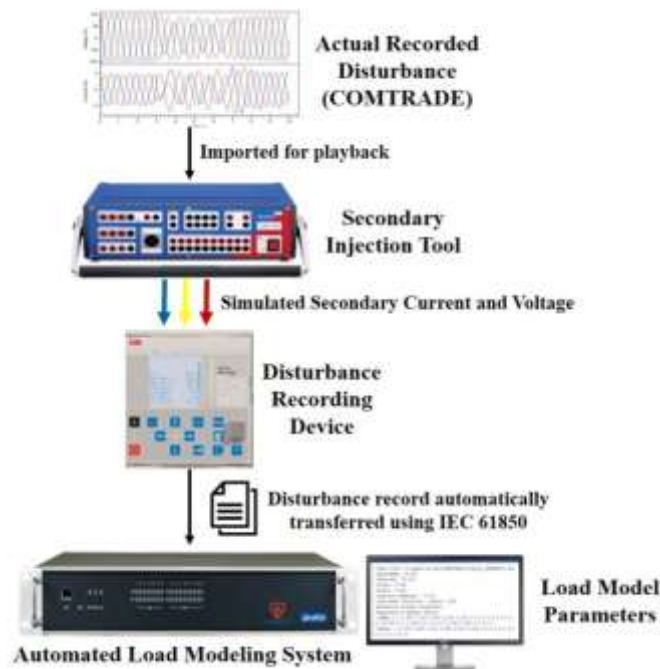 Actual Recorded
Disturbance
(COMTRADE)
Imported for playback
Secondary
Injection Tool
Simulated Secondary Current and Voltage
ABB
Disturbance
Recording
Device
Disturbance record automatically
transferred using IEC 61850
Load Model
Parameters
Automated Load Modeling System